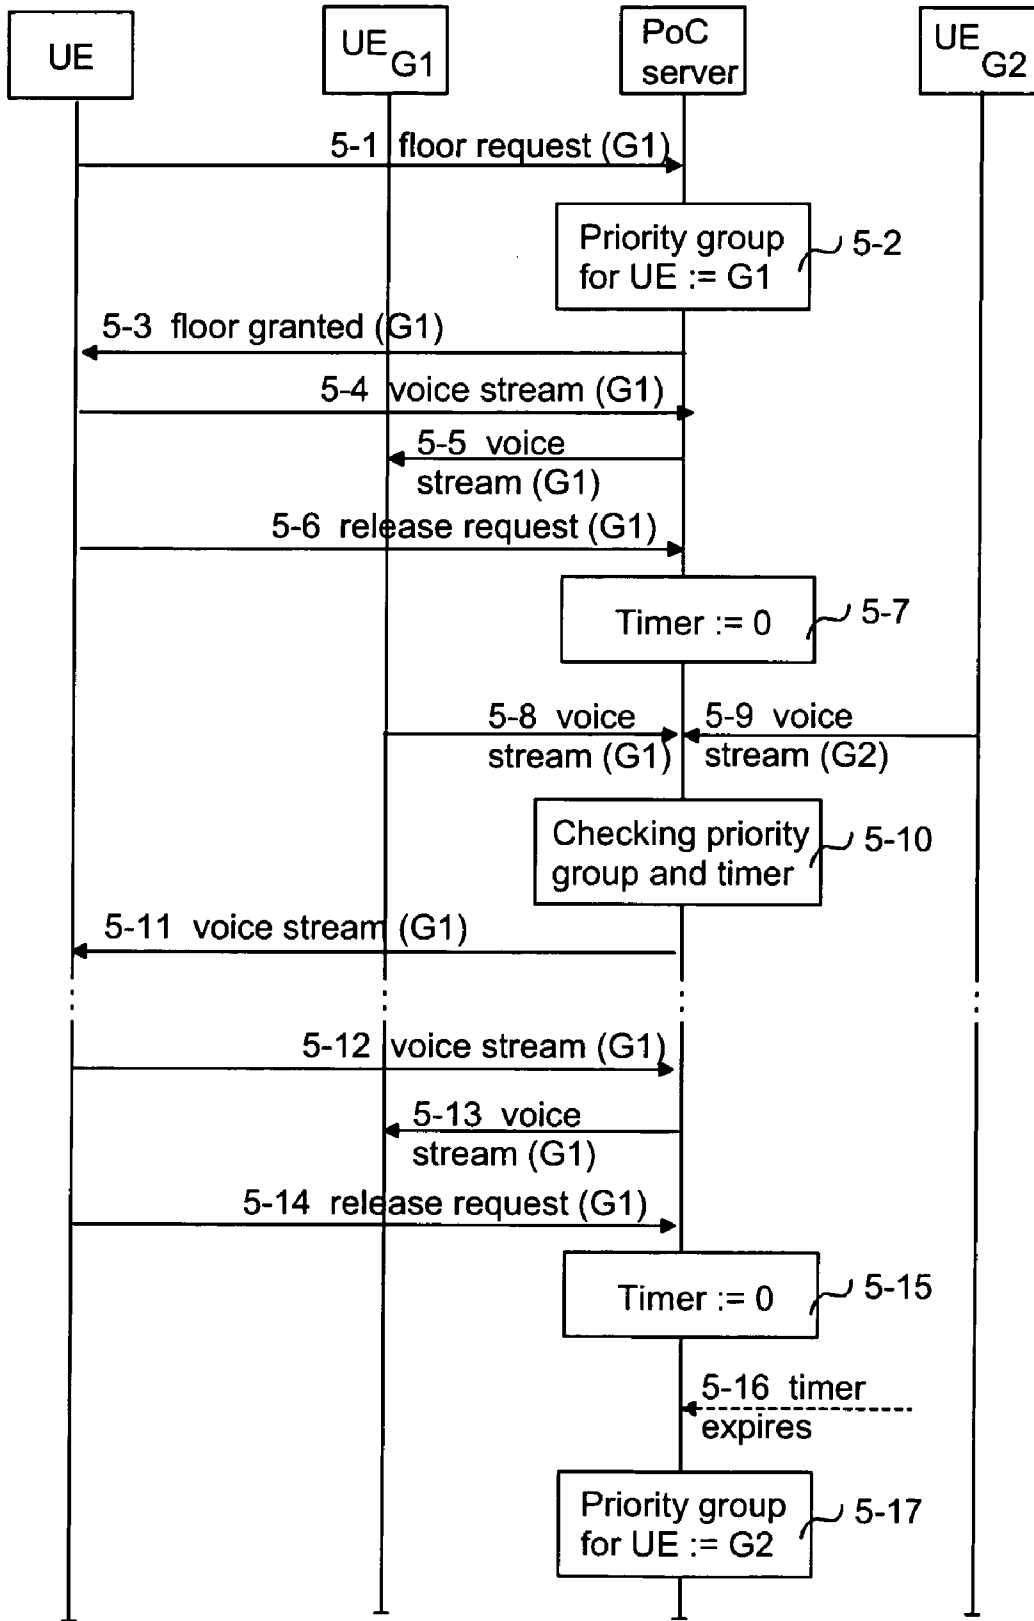 UE
UE G1
PoC
server
UE G2
5-1 floor request (G1)
Priority group
for UE := G1
5-2
5-3 floor granted (G1)
5-4 voice stream (G1)
5-5 voice
stream (G1)
5-6 release request (G1)
Timer := 0
5-7
5-8 voice
stream (G1)
5-9 voice
stream (G2)
Checking priority
group and timer
5-10
5-11 voice stream (G1)
5-12 voice stream (G1)
5-13 voice
stream (G1)
5-14 release request (G1)
Timer := 0
5-15
5-16 timer
expires
Priority group
for UE := G2
5-17